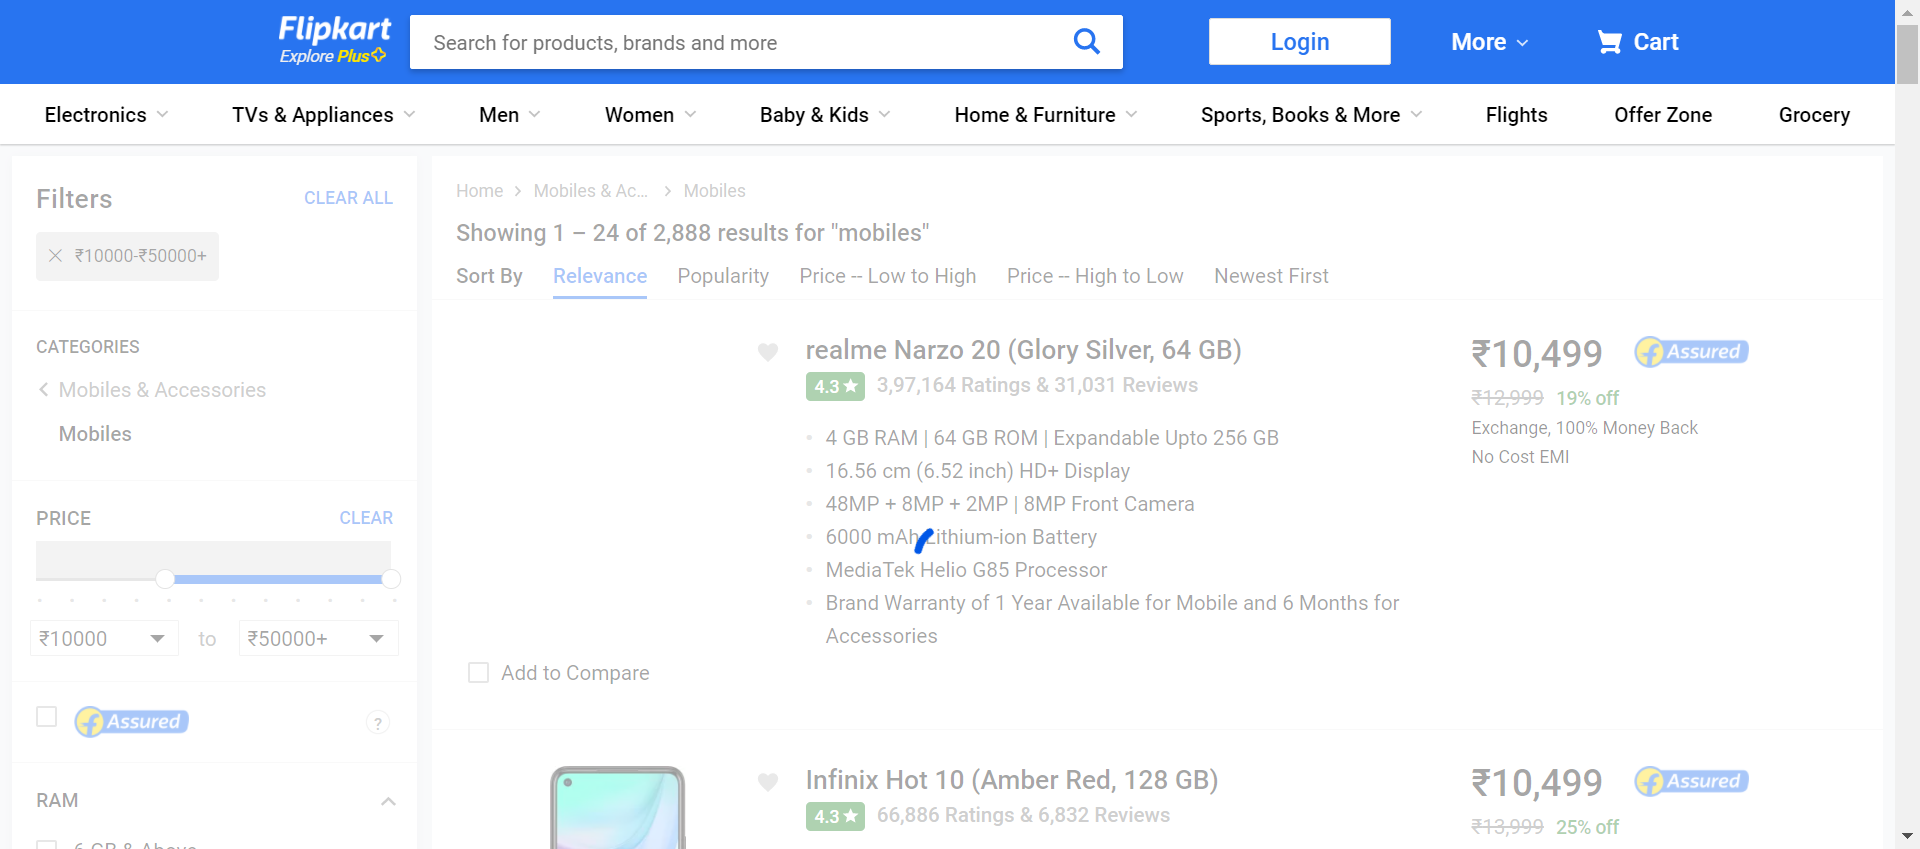 Flipkart
Explore Plus
Search for products, brands and more
Login
More
Cart
Electronics
TVs & Appliances
Men
Women
Baby & Kids
Home & Furniture
Sports, Books & More
Flights
Offer Zone
Grocery
Filters
CLEAR ALL
₹10000-₹50000+
CATEGORIES
Mobiles & Accessories
Mobiles
PRICE
CLEAR
₹10000
to
₹50000+
Assured
?
RAM
6 GB & Above
Home
Mobiles & Ac...
Mobiles
Showing 1 – 24 of 2,888 results for "mobiles"
Sort By
Relevance
Popularity
Price -- Low to High
Price -- High to Low
Newest First
realme Narzo 20 (Glory Silver, 64 GB)
4.3
3,97,164 Ratings & 31,031 Reviews
4 GB RAM | 64 GB ROM | Expandable Upto 256 GB
16.56 cm (6.52 inch) HD+ Display
48MP + 8MP + 2MP | 8MP Front Camera
6000 mAh Lithium-ion Battery
MediaTek Helio G85 Processor
Brand Warranty of 1 Year Available for Mobile and 6 Months for
Accessories
Add to Compare
₹10,499
Assured
₹12,999
19% off
Exchange, 100% Money Back
No Cost EMI
Infinix Hot 10 (Amber Red, 128 GB)
4.3
66,886 Ratings & 6,832 Reviews
₹10,499
Assured
₹13,999
25% off